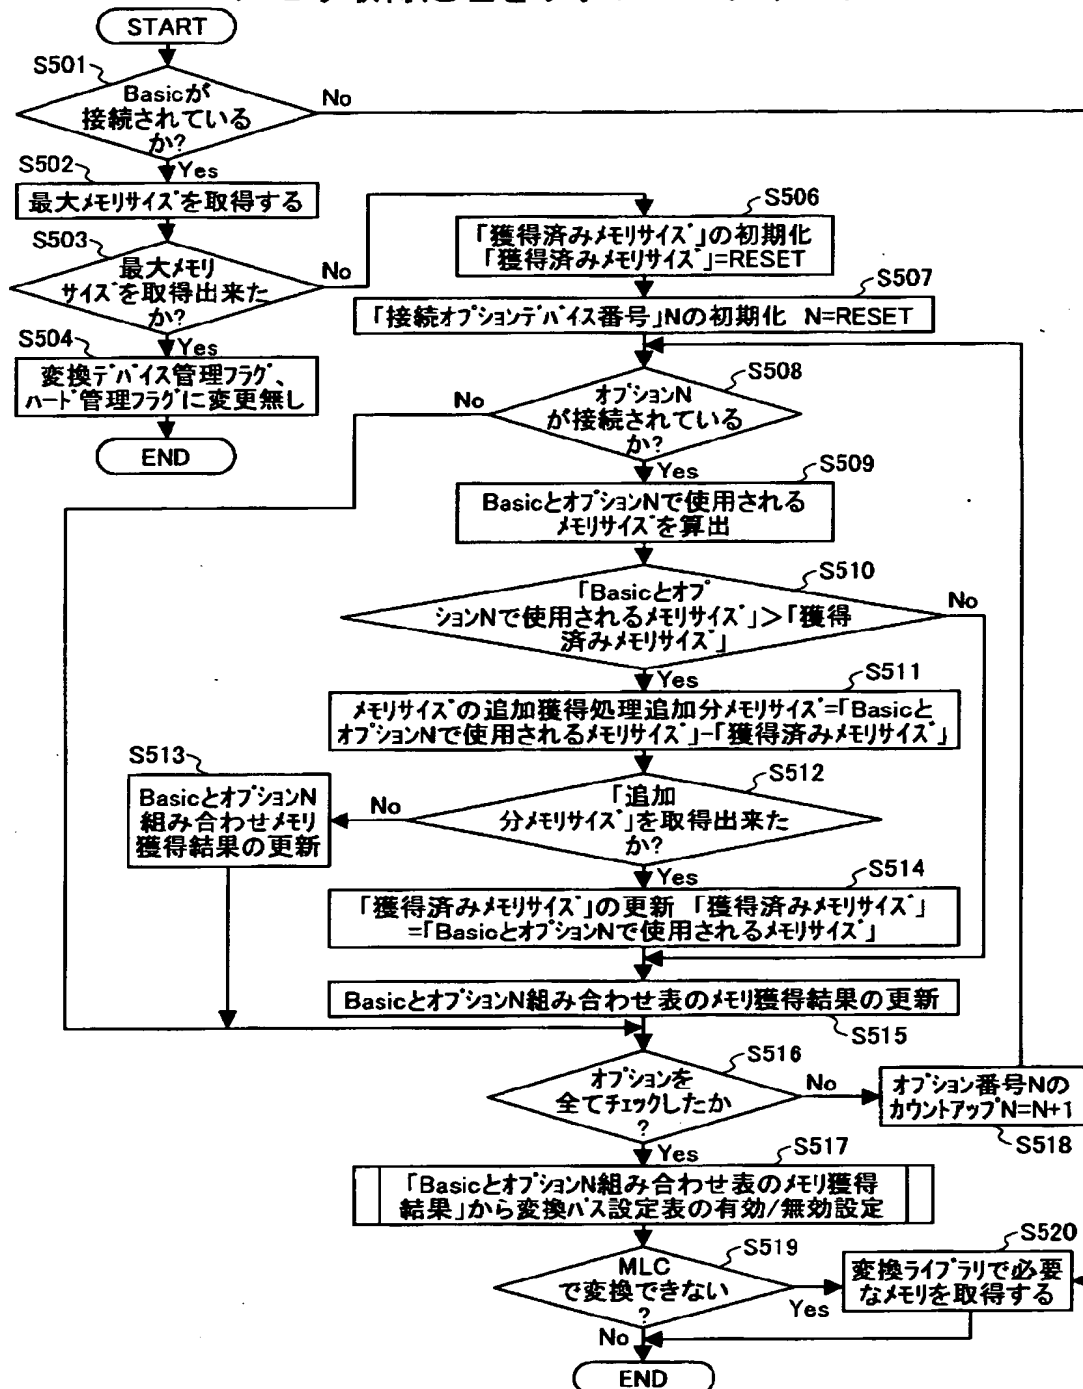 START
S501
Basicが
接続されている
か?
No
Yes
S502
最大メモリサイズを取得する
S503
最大メモリ
サイズを取得出来た
か?
No
Yes
S504
変換デバイス管理フラグ、
ハード管理フラグに変更無し
END
S506
「獲得済みメモリサイズ」の初期化
「獲得済みメモリサイズ」=RESET
S507
「接続オプションデバイス番号」Nの初期化 N=RESET
S508
オプションN
が接続されている
か?
No
Yes
S509
BasicとオプションNで使用される
メモリサイズを算出
S510
「Basicとオプ
ションNで使用されるメモリサイズ」>「獲得
済みメモリサイズ」
No
Yes
S511
メモリサイズの追加獲得処理追加分メモリサイズ=「Basicと
オプションNで使用されるメモリサイズ」-「獲得済みメモリサイズ」
S512
「追加
分メモリサイズ」を取得出来た
か?
No
Yes
S513
BasicとオプションN
組み合わせメモリ
獲得結果の更新
S514
「獲得済みメモリサイズ」の更新 「獲得済みメモリサイズ」
=「BasicとオプションNで使用されるメモリサイズ」
BasicとオプションN組み合わせ表のメモリ獲得結果の更新
S515
S516
オプションを
全てチェックしたか
?
No
Yes
オプション番号Nの
カウントアップN=N+1
S518
S517
「BasicとオプションN組み合わせ表のメモリ獲得
結果」から変換パス設定表の有効/無効設定
S519
MLC
で変換できない
?
Yes
No
S520
変換ライブラリで必要
なメモリを取得する
END